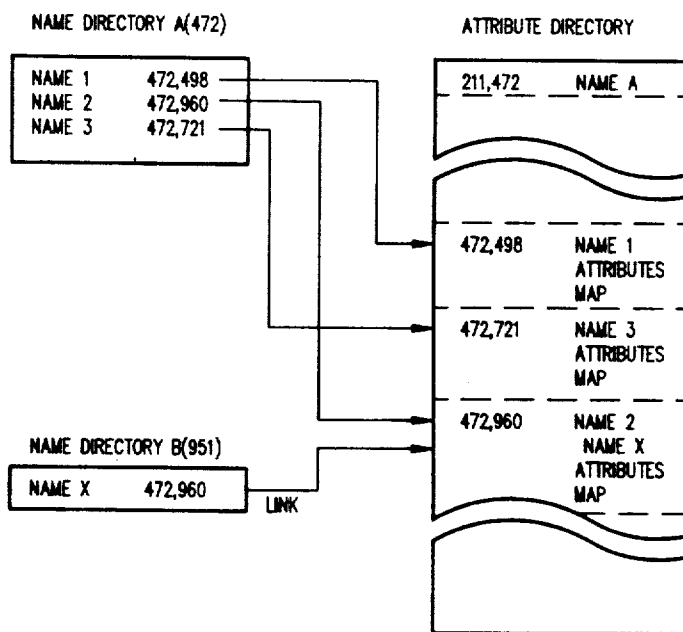 NAME DIRECTORY A(472)
NAME 1 472,498
NAME 2 472,960
NAME 3 472,721
NAME DIRECTORY B(951)
NAME X 472,960
LINK
ATTRIBUTE DIRECTORY
211,472 NAME A
472,498 NAME 1
ATTRIBUTES
MAP
472,721 NAME 3
ATTRIBUTES
MAP
472,960 NAME 2
NAME X
ATTRIBUTES
MAP